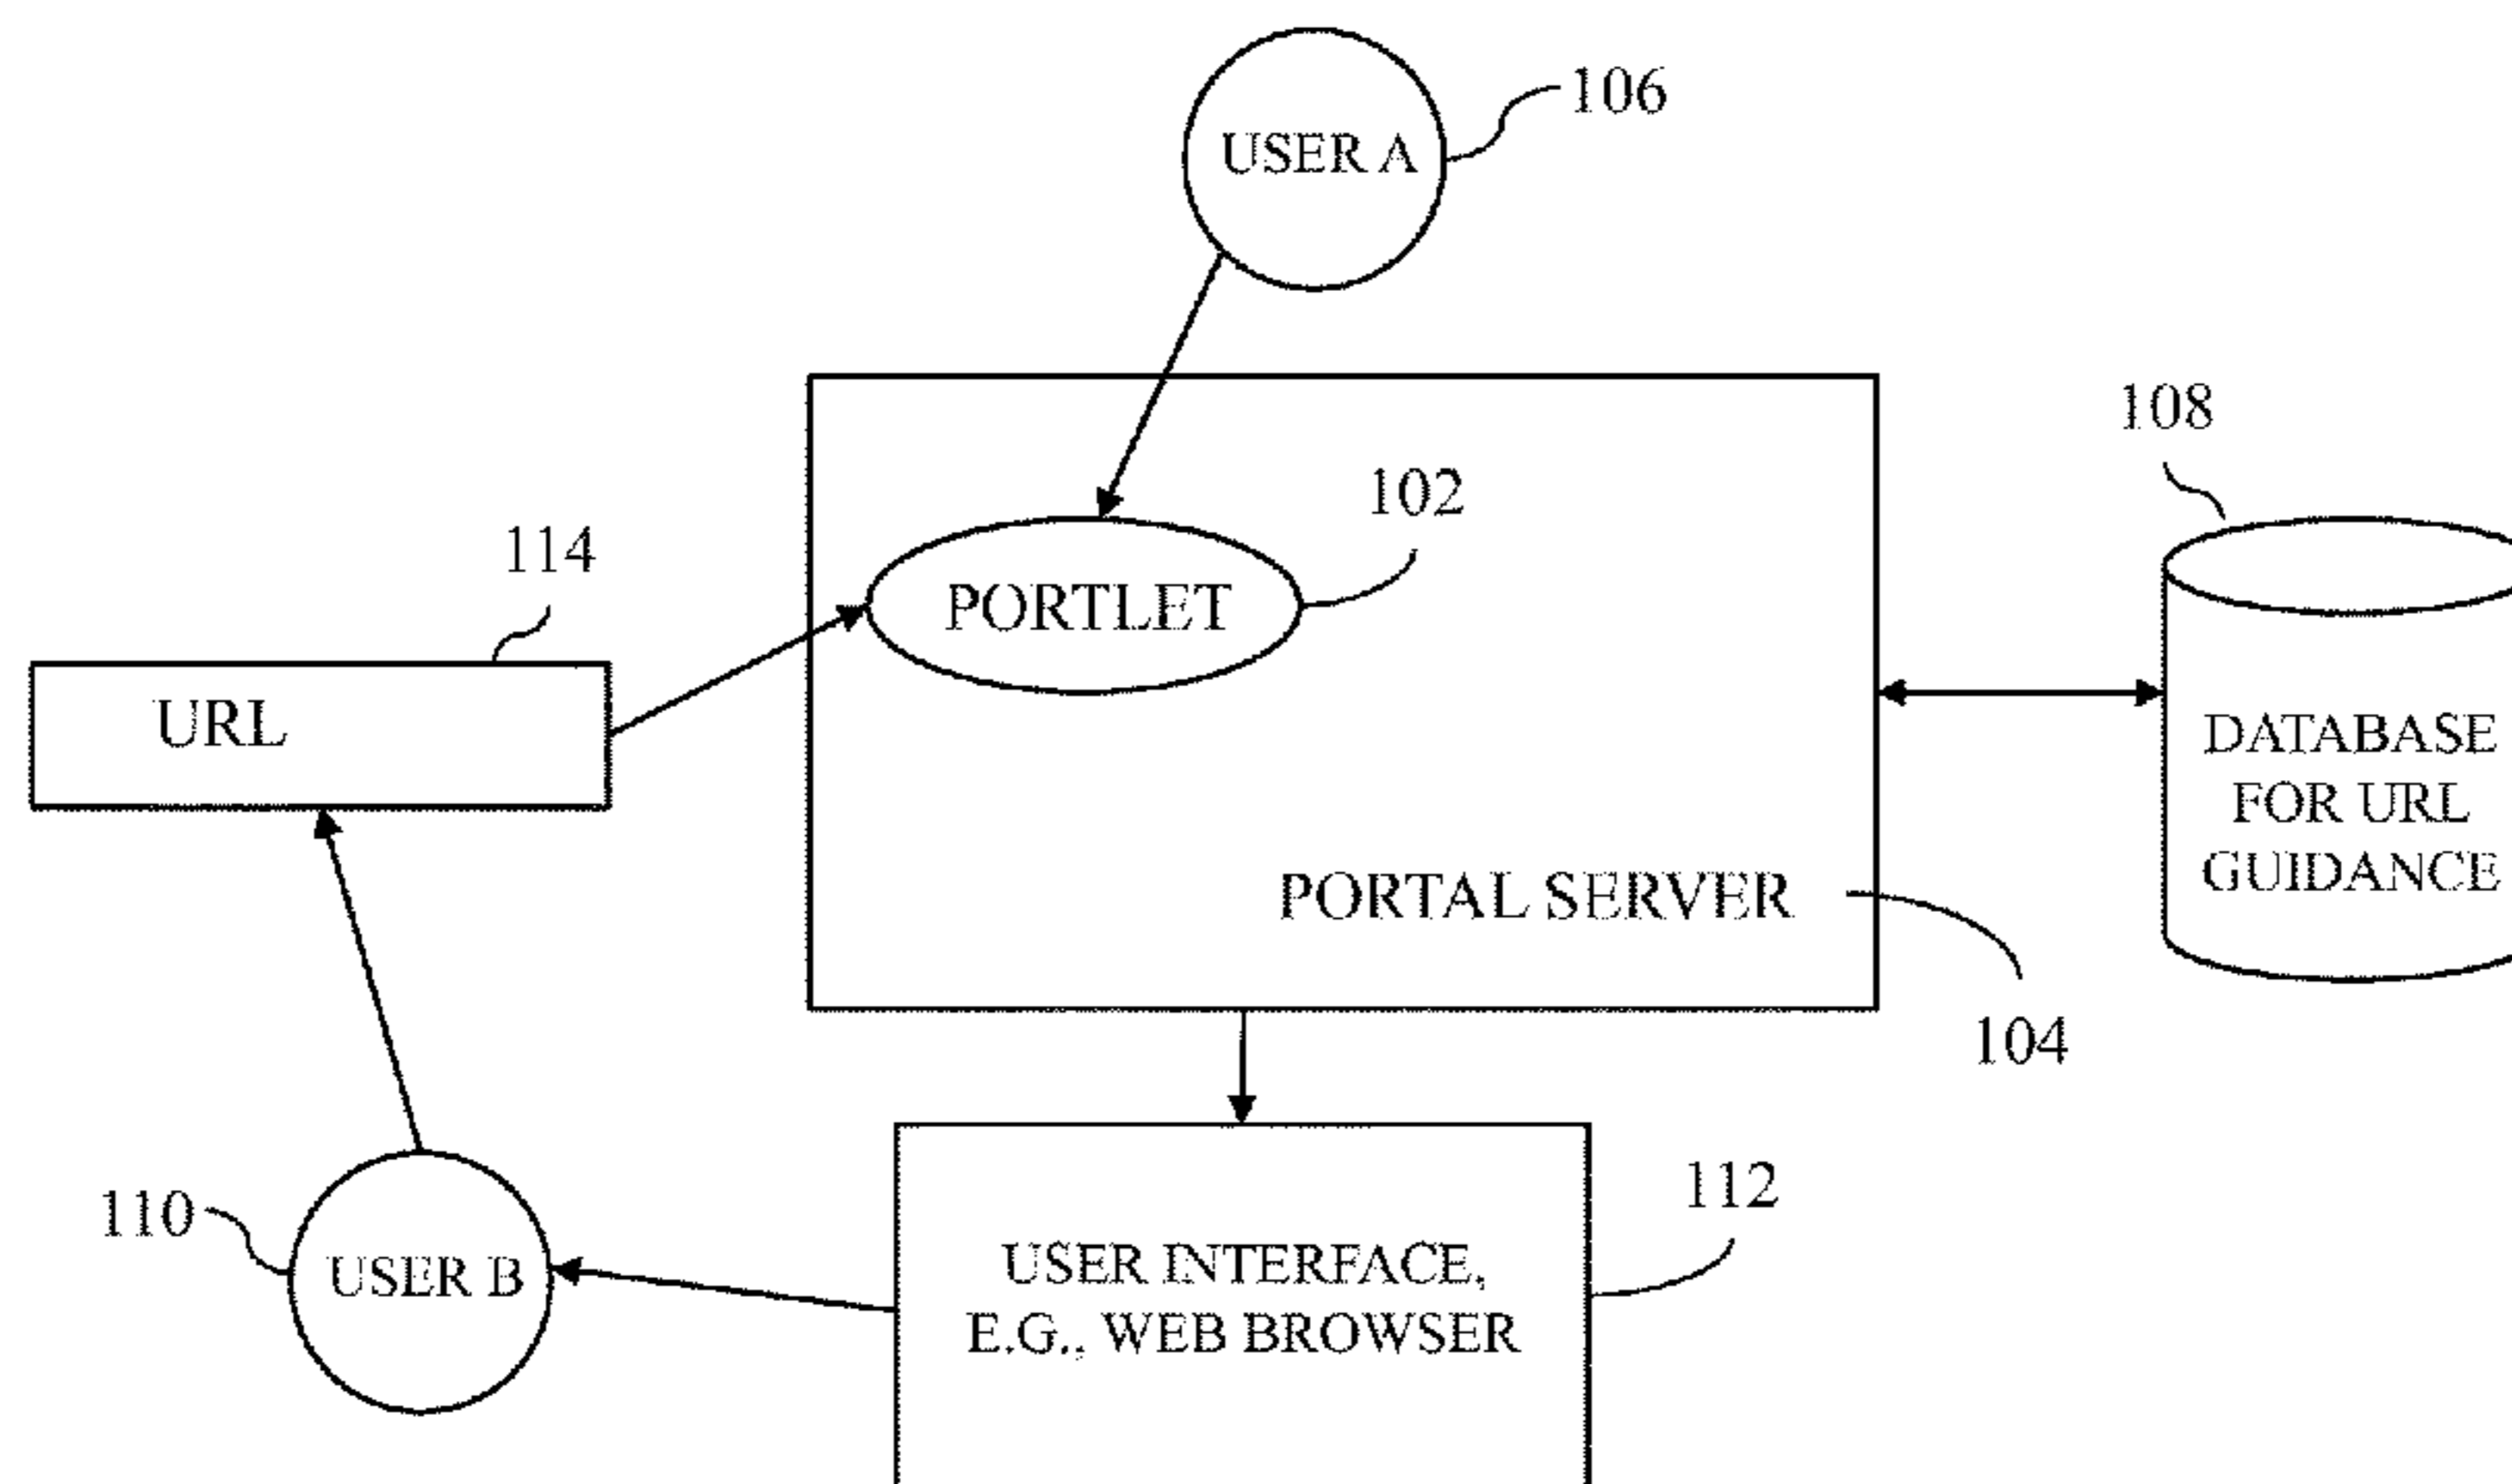 106
USER A
108
102
114
PORTLET
URL
DATABASE
FOR URL
GUIDANCE
PORTAL SERVER
104
112
110
USER INTERFACE,
USER B
E.G., WEB BROWSER